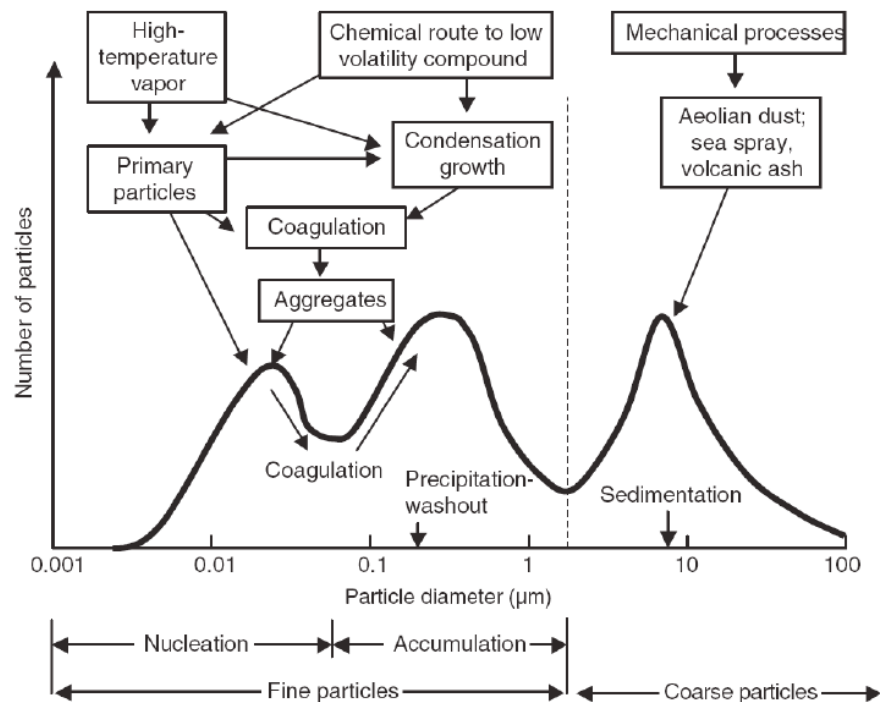 High-
temperature
vapor
Chemical route to low
volatility compound
Mechanical processes
Primary
particles
Condensation
growth
Aeolian dust;
sea spray,
volcanic ash
Coagulation
Aggregates
Number of particles
Coagulation
Precipitation-
washout
Sedimentation
0.001
0.01
0.1
1
10
100
Particle diameter (μm)
Nucleation
Accumulation
Fine particles
Coarse particles